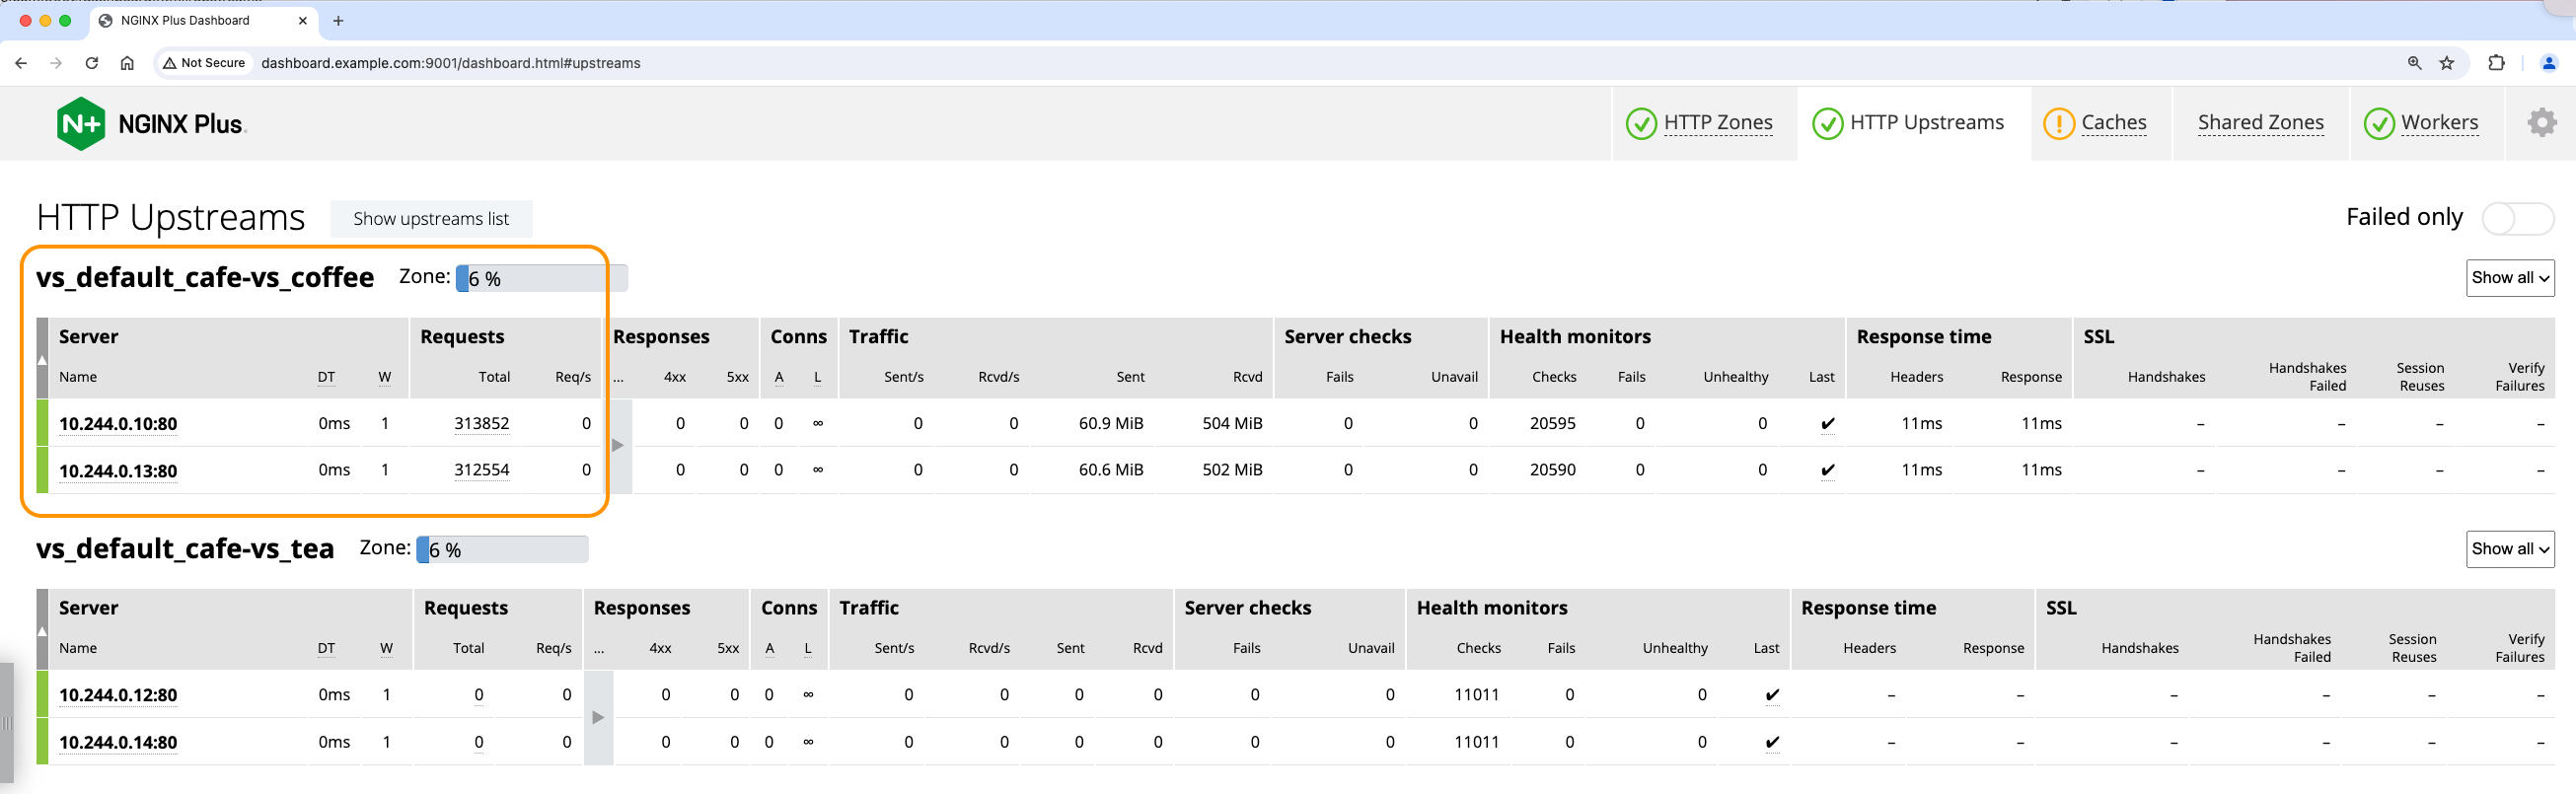 NGINX Plus Dashboard
Not Secure dashboard.example.com:9001/dashboard.html#upstreams
N+ NGINX Plus.
HTTP Zones HTTP Upstreams Caches Shared Zones Workers
HTTP Upstreams Show upstreams list Failed only
vs_default_cafe-vs_coffee Zone: 6 % Show all
Server Requests Responses Conns Traffic Server checks Health monitors Response time SSL
Name DT W Total Req/s ... 4xx 5xx A L Sent/s Rcvd/s Sent Rcvd Fails Unavail Checks Fails Unhealthy Last Headers Response Handshakes Handshakes Failed Session Reuses Verify Failures
10.244.0.10:80 0ms 1 313852 0 0 0 0 ∞ 0 0 60.9 MiB 504 MiB 0 0 20595 0 0 ✔ 11ms 11ms – – – –
10.244.0.13:80 0ms 1 312554 0 0 0 0 ∞ 0 0 60.6 MiB 502 MiB 0 0 20590 0 0 ✔ 11ms 11ms – – – –
vs_default_cafe-vs_tea Zone: 6 % Show all
Server Requests Responses Conns Traffic Server checks Health monitors Response time SSL
Name DT W Total Req/s ... 4xx 5xx A L Sent/s Rcvd/s Sent Rcvd Fails Unavail Checks Fails Unhealthy Last Headers Response Handshakes Handshakes Failed Session Reuses Verify Failures
10.244.0.12:80 0ms 1 0 0 0 0 0 ∞ 0 0 0 0 0 0 11011 0 0 ✔ – – – – – –
10.244.0.14:80 0ms 1 0 0 0 0 0 ∞ 0 0 0 0 0 0 11011 0 0 ✔ – – – – – –